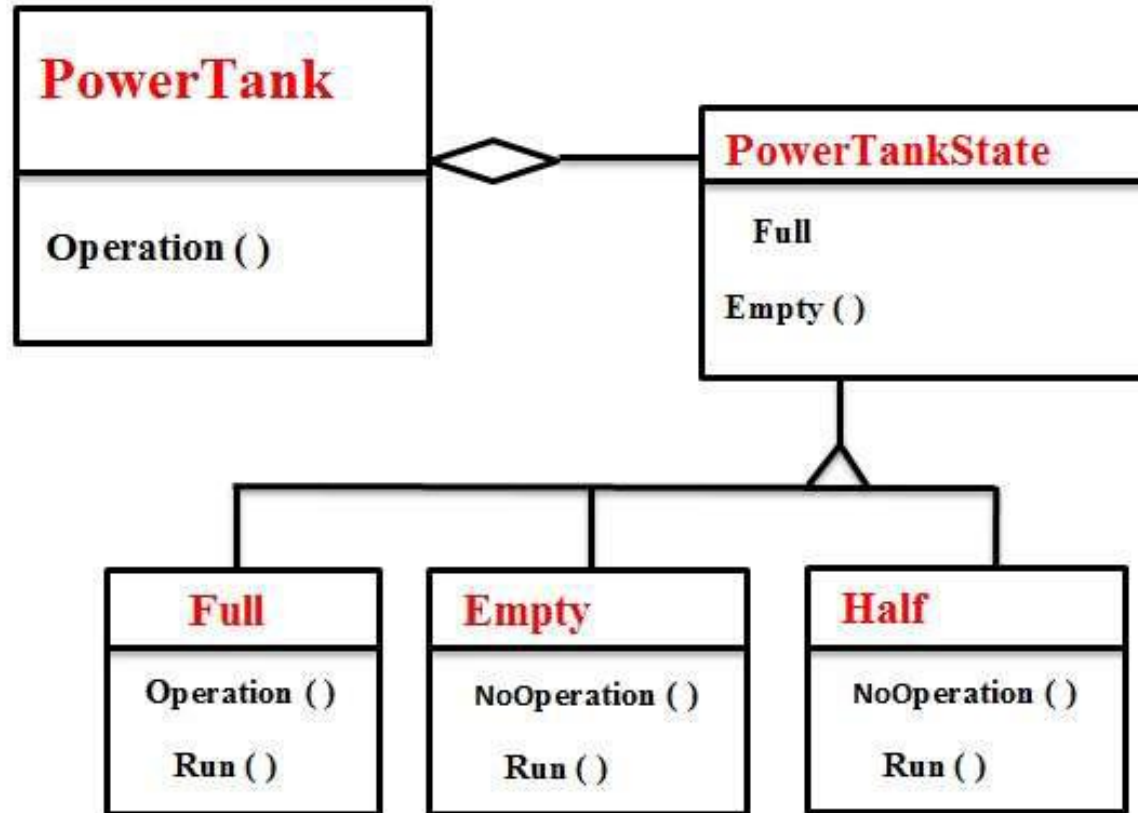 PowerTank
Operation ( )
PowerTankState
Full
Empty ( )
Full
Operation ( )
Run ( )
Empty
NoOperation ( )
Run ( )
Half
NoOperation ( )
Run ( )